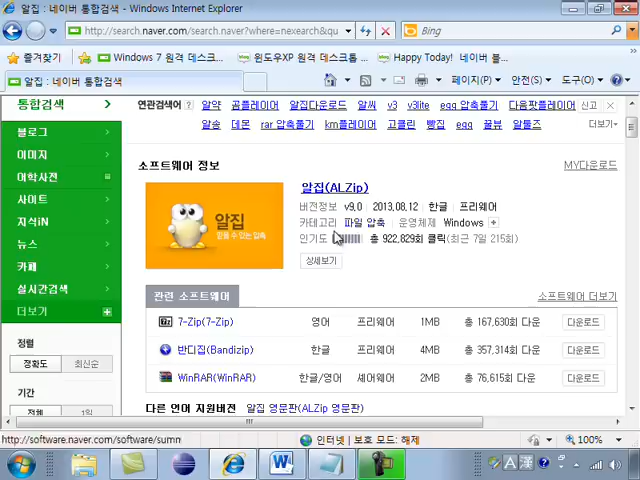 알집 : 네이버 통합검색 - Windows Internet Explorer
http://search.naver.com/search.naver?where=nexearch&qu
Bing
즐겨찾기 Windows 7 원격 데스크... 윈도우XP 원격 데스크톱... Happy Today! 네이버 블...
알집 : 네이버 통합검색
페이지(P) 안전(S) 도구(O)
통합검색
블로그
이미지
어학사전
사이트
지식iN
뉴스
카페
실시간검색
더보기
정렬
정확도 최신순
기간
전체 1일
연관검색어 알약 곰플레이어 알집다운로드 알씨 v3 v3lite egg 압축풀기 다음팟플레이어 신고
알송 데몬 rar 압축풀기 km플레이어 고클린 빵집 egg 꿀뷰 알툴즈 더보기
소프트웨어 정보 MY다운로드
알집
믿을 수 있는 압축
알집(ALZip)
버전정보 v9.0 2013.08.12 한글 프리웨어
카테고리 파일 압축 운영체제 Windows
인기도 총 922,829회 클릭(최근 7일 215회)
상세보기
관련 소프트웨어 소프트웨어 더보기
7-Zip(7-Zip) 영어 프리웨어 1MB 총 167,630회 다운 다운로드
반디집(Bandizip) 한글 프리웨어 4MB 총 357,314회 다운 다운로드
WinRAR(WinRAR) 한글/영어 셰어웨어 2MB 총 76,615회 다운 다운로드
다른 언어 지원버전 알집 영문판(ALZip 영문판)
http://software.naver.com/software/summ
인터넷 | 보호 모드: 해제 100%
A 漢